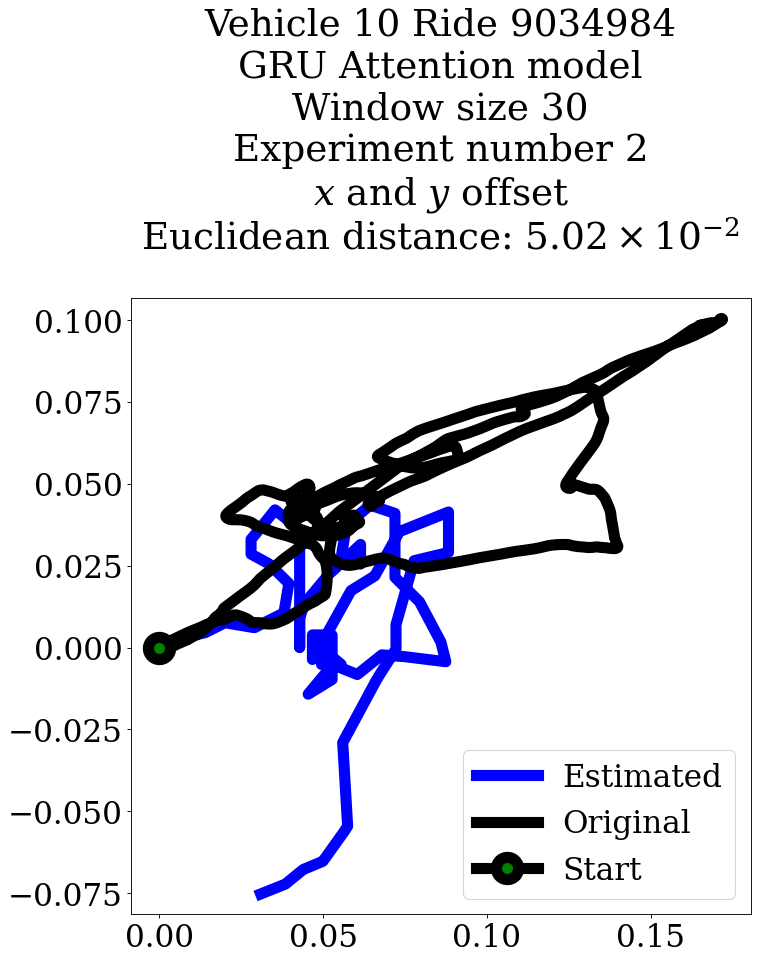 Vehicle 10 Ride 9034984
GRU Attention model
Window size 30
Experiment number 2
x and y offset
Euclidean distance: 5.02 × 10⁻²
0.100
0.075
0.050
0.025
0.000
−0.025
−0.050
−0.075
Estimated
Original
Start
0.00 0.05 0.10 0.15